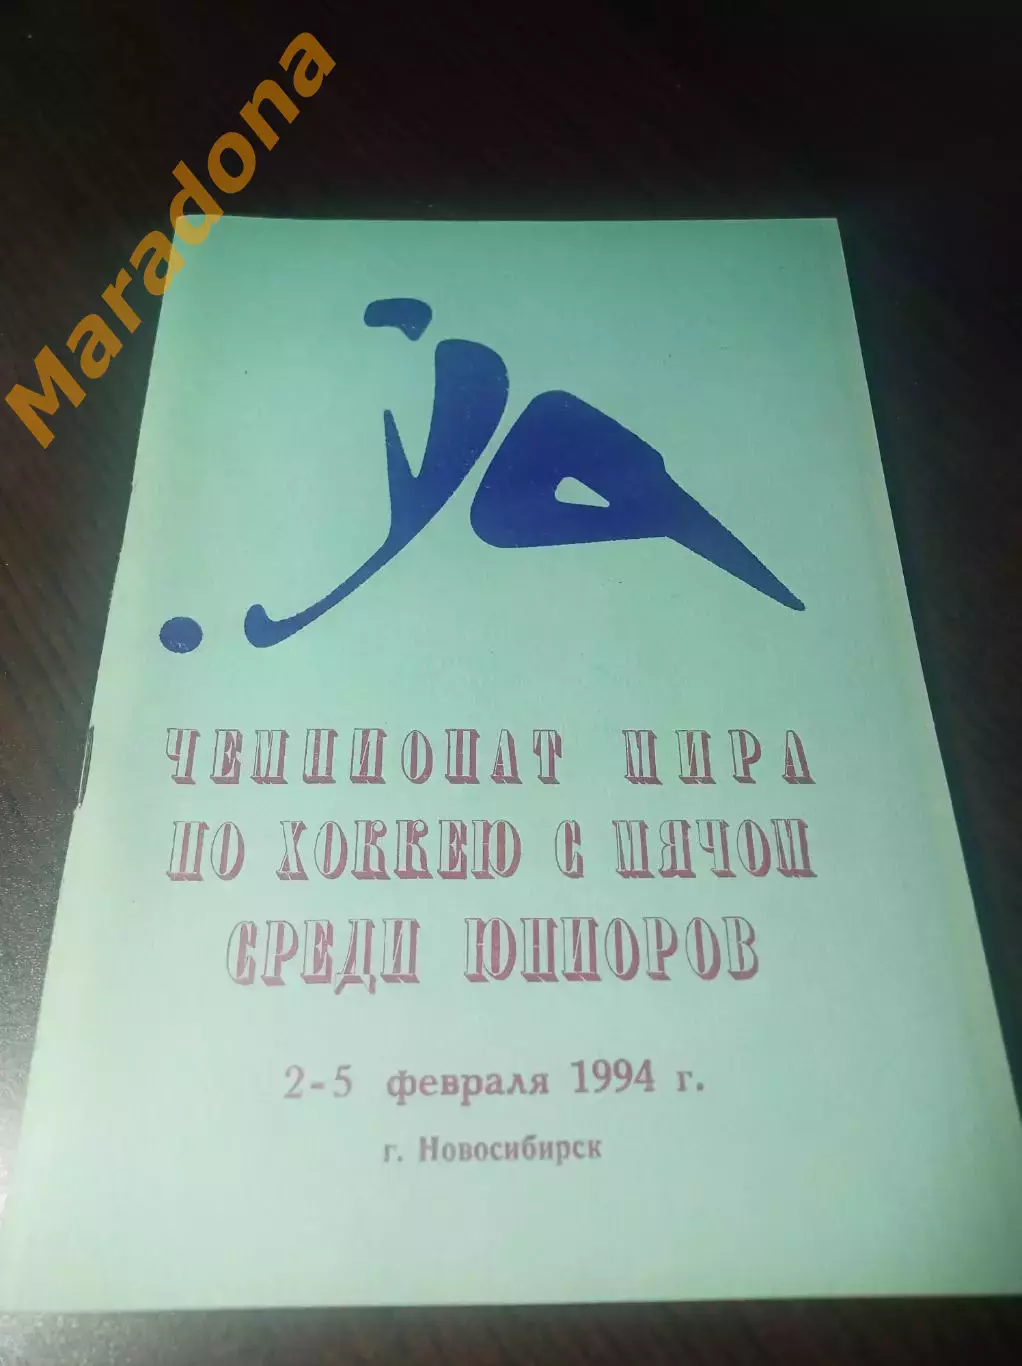 Maradona
ЧЕМПИОНАТ МИРА
ПО ХОККЕЮ С МЯЧОМ
СРЕДИ ЮНИОРОВ
2-5 февраля 1994 г.
г. Новосибирск